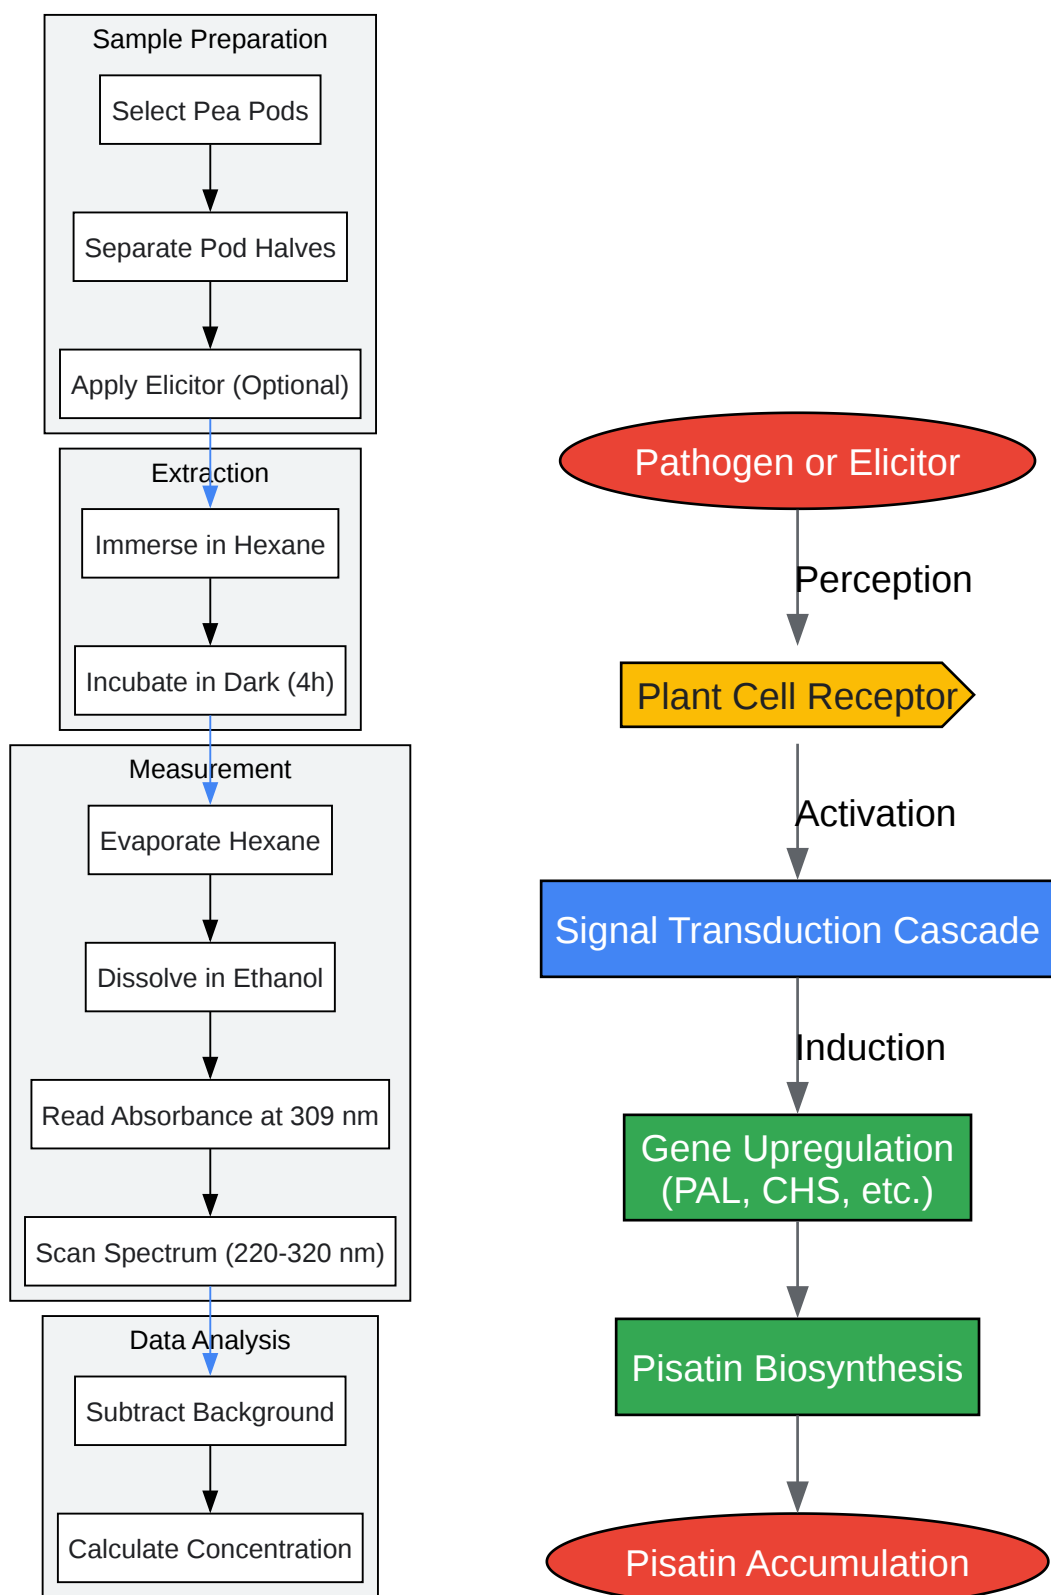 Sample Preparation
Select Pea Pods
Separate Pod Halves
Apply Elicitor (Optional)
Extraction
Immerse in Hexane
Incubate in Dark (4h)
Measurement
Evaporate Hexane
Dissolve in Ethanol
Read Absorbance at 309 nm
Scan Spectrum (220-320 nm)
Data Analysis
Subtract Background
Calculate Concentration
Pathogen or Elicitor
Perception
Plant Cell Receptor
Activation
Signal Transduction Cascade
Induction
Gene Upregulation
(PAL, CHS, etc.)
Pisatin Biosynthesis
Pisatin Accumulation